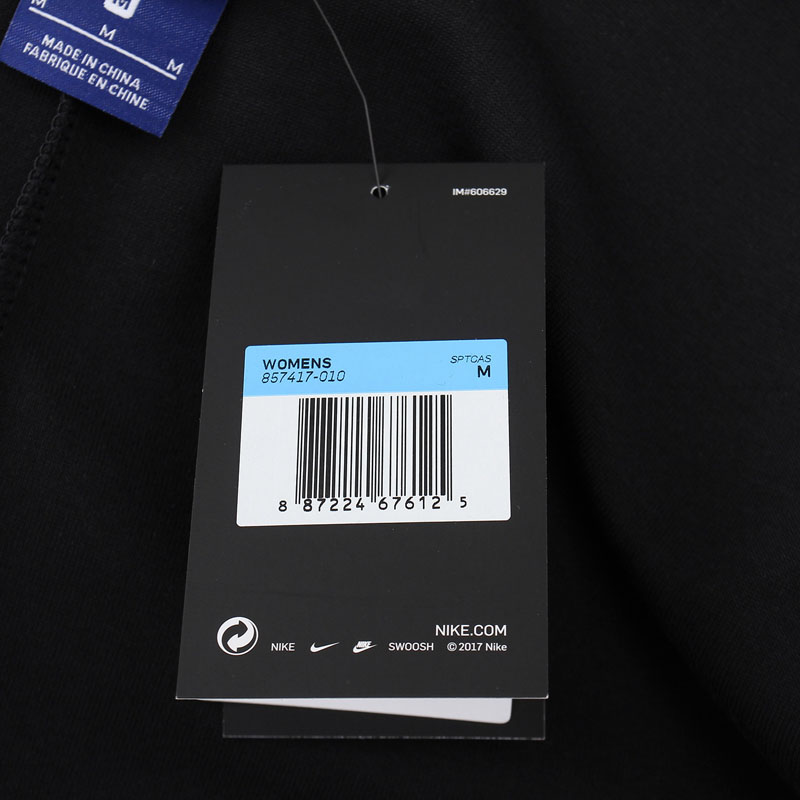 M
M
M
M
MADE IN CHINA
FABRIQUE EN CHINE
IM#606629
WOMENS
857417-010
SPTCAS
M
8 87224 67612 5
NIKE.COM
NIKE
SWOOSH
© 2017 Nike